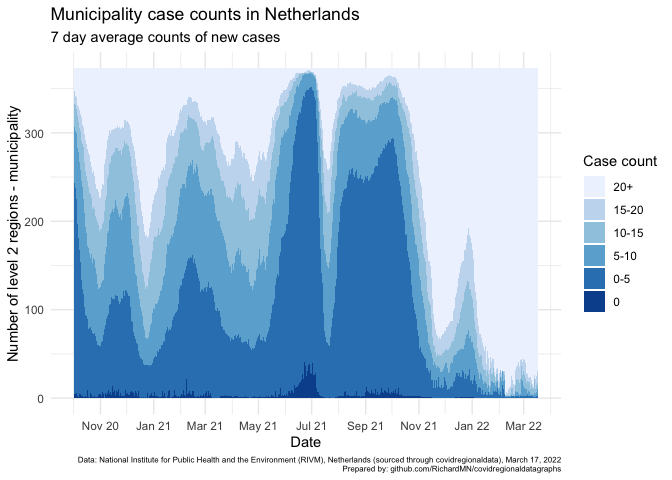 Municipality case counts in Netherlands
7 day average counts of new cases
Number of level 2 regions - municipality
300
200
100
0
Nov 20 Jan 21 Mar 21 May 21 Jul 21 Sep 21 Nov 21 Jan 22 Mar 22
Date
Case count
20+
15-20
10-15
5-10
0-5
0
Data: National Institute for Public Health and the Environment (RIVM), Netherlands (sourced through covidregionaldata), March 17, 2022
Prepared by: github.com/RichardMN/covidregionaldatagraphs